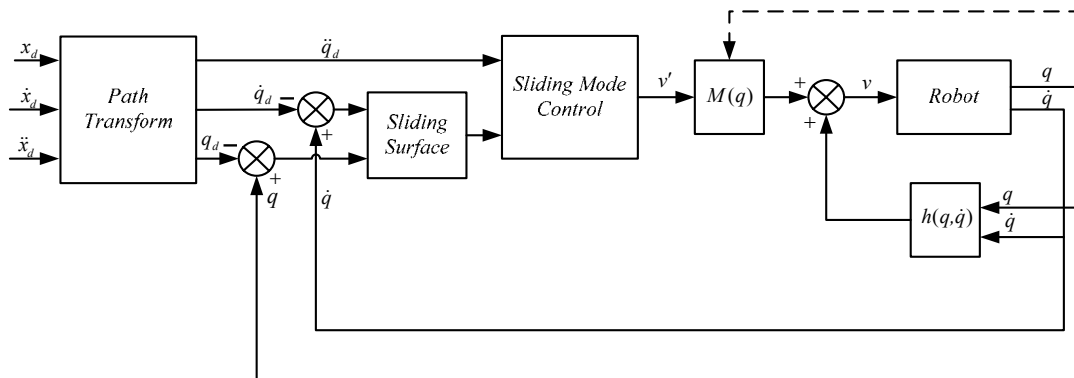 x_d
ẋ_d
ẍ_d
Path
Transform
q̈_d
q̇_d
q_d
−
+
−
+
q
q̇
Sliding
Surface
Sliding Mode
Control
v′
M(q)
+
+
v
Robot
q
q̇
h(q,q̇)
q
q̇